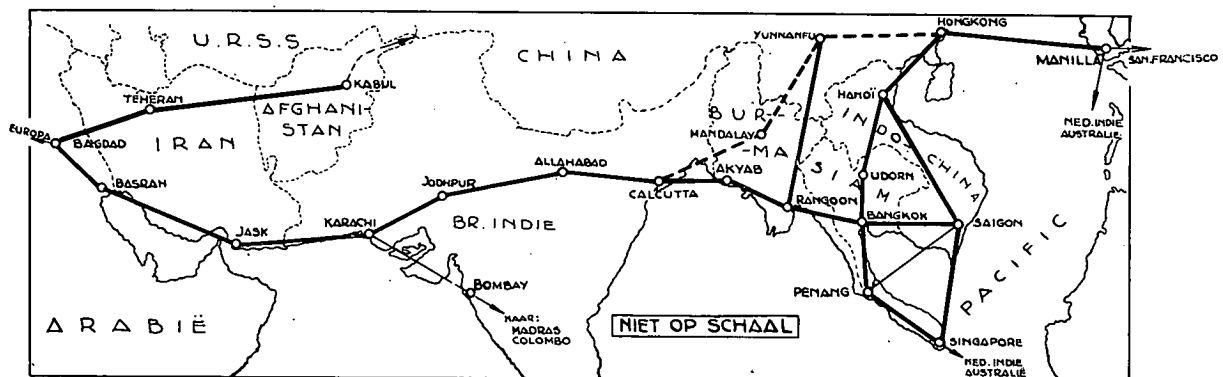 U.R.S.S
CHINA
YUNNANFU
HONGKONG
MANILLA
SAN.FRANCISCO
TEHERAN
KABUL
AFGHANI-
STAN
HANOÏ
NED.INDIE
AUSTRALIË
EUROPA
BAGDAD
IRAN
BUR-
-MA
MANDALAY
INDO-CHINA
BASRAH
JODHPUR
ALLAHABAD
CALCUTTA
AKYAB
SIAM
UDORN
RANGOON
BANGKOK
SAIGON
JASK
KARACHI
BR.INDIE
BOMBAY
PENANG
PACIFIC
ARABIË
NAAR:
MADRAS
COLOMBO
NIET OP SCHAAL
SINGAPORE
NED.INDIE
AUSTRALIË